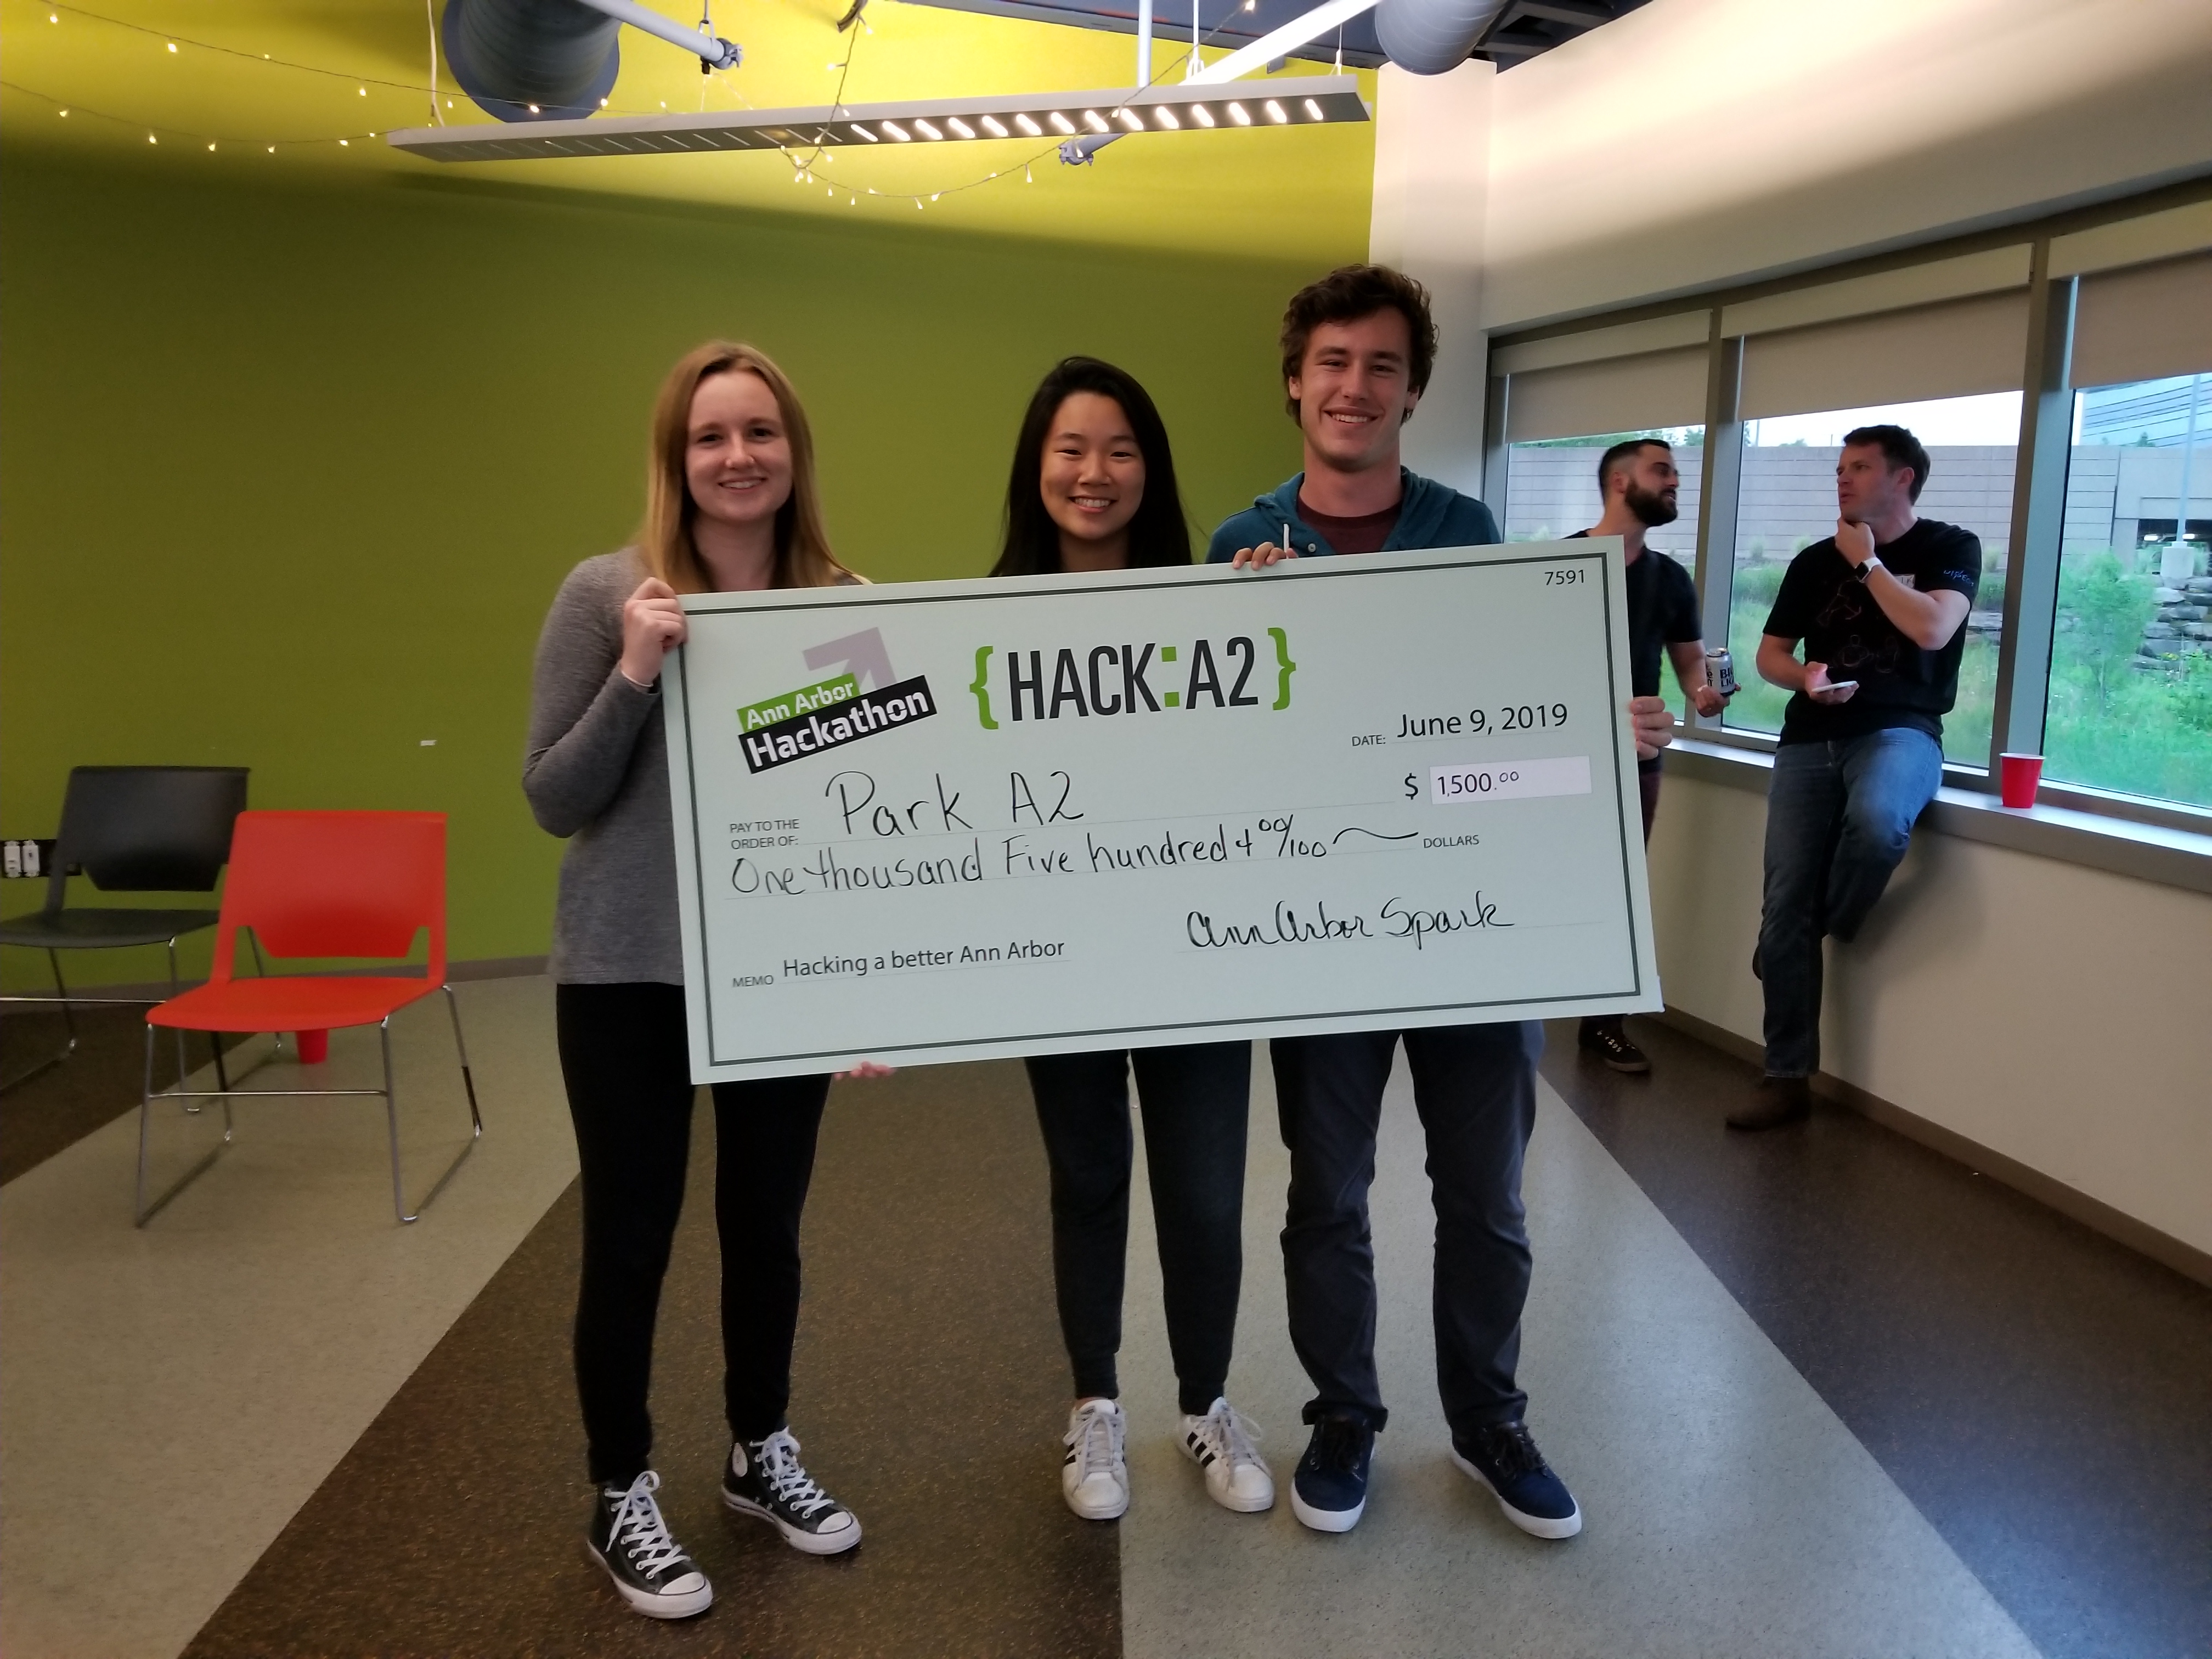 7591
Ann Arbor
Hackathon
{HACK:A2}
DATE: June 9, 2019
PAY TO THE
ORDER OF: Park A2
$ 1,500.00
One thousand Five hundred & 00/100 DOLLARS
MEMO Hacking a better Ann Arbor
Ann Arbor Spark